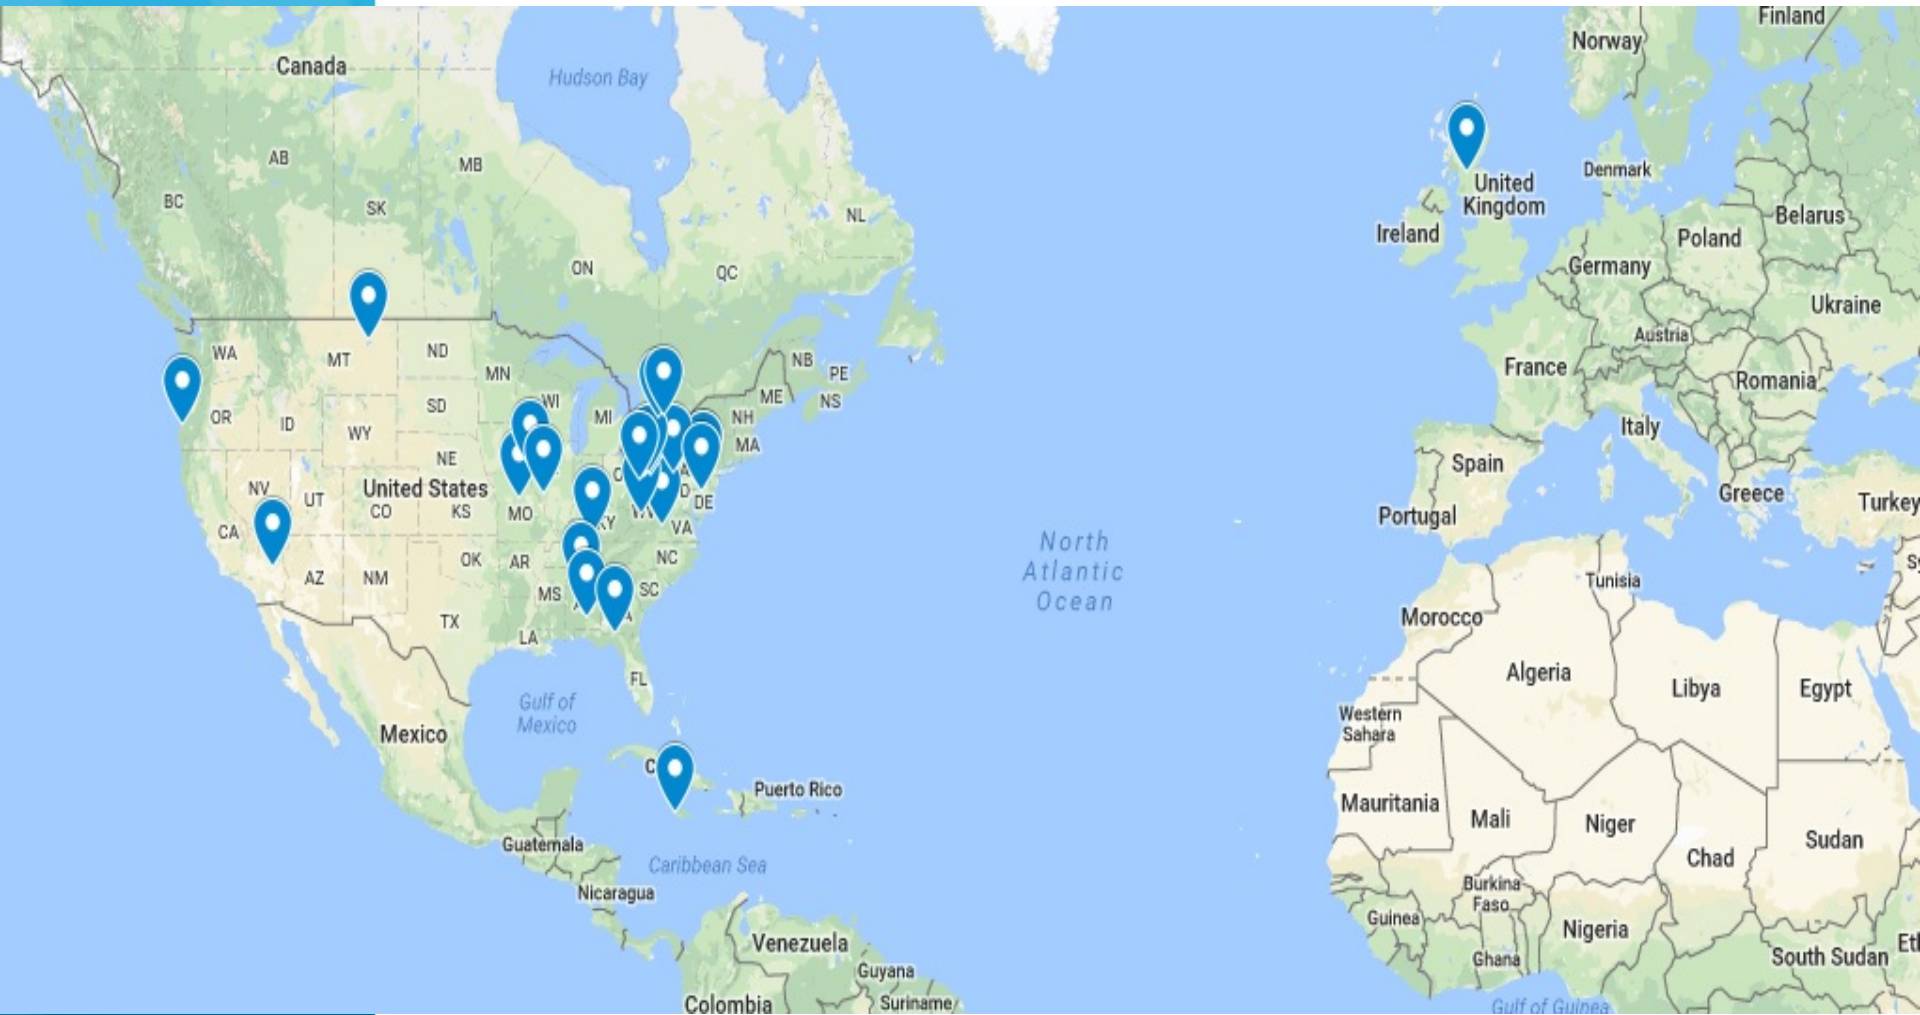 Finland
Norway
Canada
Hudson Bay
AB
MB
BC
SK
NL
ON
QC
Denmark
United
Kingdom
Ireland
Belarus
Poland
Germany
Ukraine
Austria
France
Romania
Italy
Spain
Greece
Portugal
Turkey
WA
MT
ND
MN
NB
PE
NS
ME
OR
ID
WY
SD
WI
MI
NH
MA
NE
NV
UT
United States
CO
KS
MO
DE
VA
CA
AZ
NM
OK
AR
NC
SC
MS
TX
LA
FL
North
Atlantic
Ocean
Tunisia
Morocco
Algeria
Libya
Egypt
Western
Sahara
Gulf of
Mexico
Mexico
Puerto Rico
Guatemala
Caribbean Sea
Nicaragua
Mauritania
Mali
Niger
Chad
Sudan
Burkina
Faso
Guinea
Nigeria
Ghana
South Sudan
Venezuela
Guyana
Suriname
Colombia
Gulf of Guinea